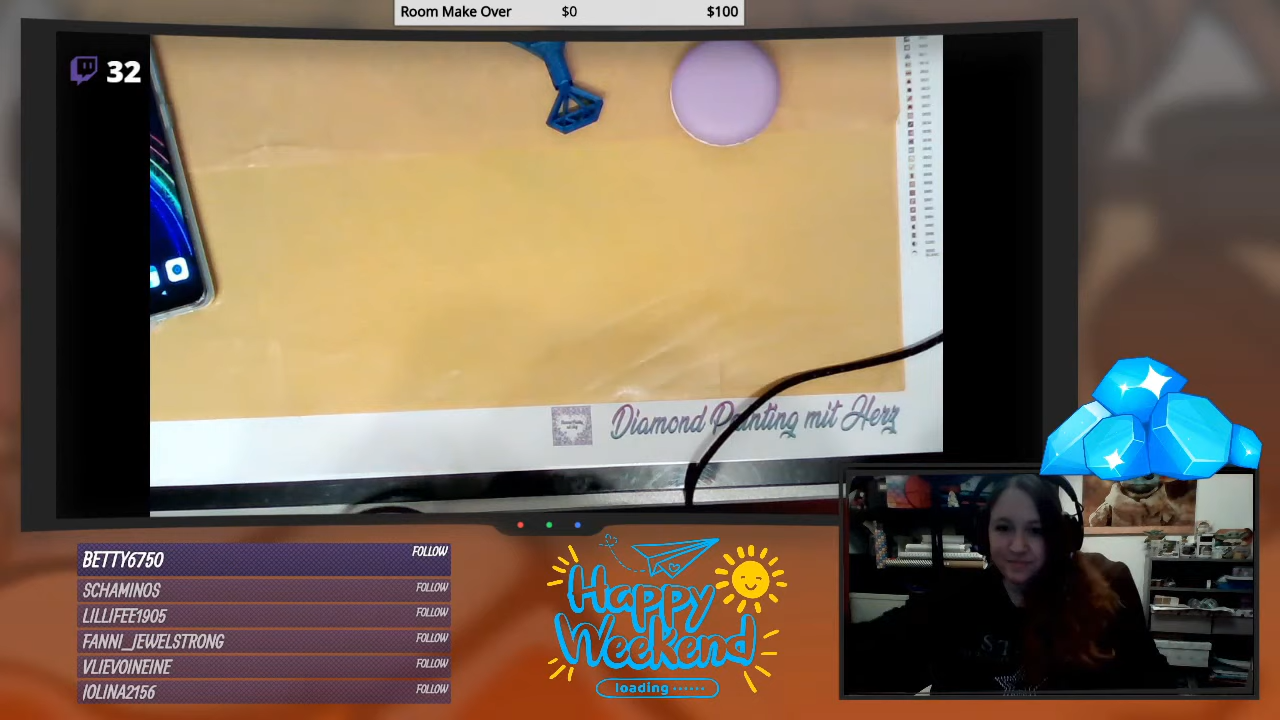 Room Make Over $0 $100
32
Diamond Painting mit Herz
BETTY6750 FOLLOW
SCHAMINOS FOLLOW
LILLIFEE1905 FOLLOW
FANNI_JEWELSTRONG FOLLOW
VLIEVOINEINE FOLLOW
IOLINA2156 FOLLOW
Happy
Weekend
loading ······